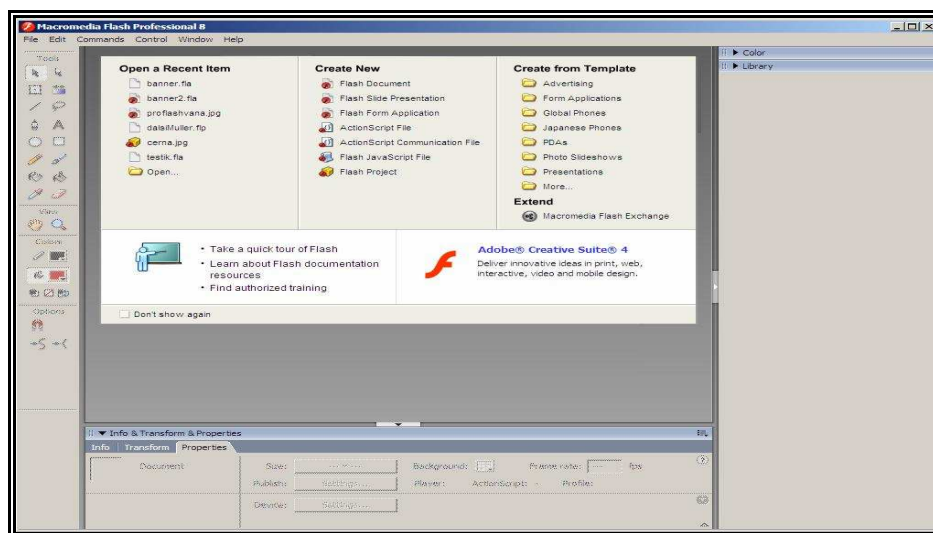 Macromedia Flash Professional 8
File Edit Commands Control Window Help
Tools
View
Colors
Options
Open a Recent Item
banner.fla
banner2.fla
proflashvana.jpg
dalsiMuller.flp
cerna.jpg
testik.fla
Open...
Create New
Flash Document
Flash Slide Presentation
Flash Form Application
ActionScript File
ActionScript Communication File
Flash JavaScript File
Flash Project
Create from Template
Advertising
Form Applications
Global Phones
Japanese Phones
PDAs
Photo Slideshows
Presentations
More...
Extend
Macromedia Flash Exchange
• Take a quick tour of Flash
• Learn about Flash documentation
resources
• Find authorized training
Adobe® Creative Suite® 4
Deliver innovative ideas in print, web,
interactive, video and mobile design.
Don't show again
Color
Library
Info & Transform & Properties
Info Transform Properties
Document Size: Background: Frame rate: fps
Publish: Settings... Player: ActionScript: - Profile:
Device: Settings...